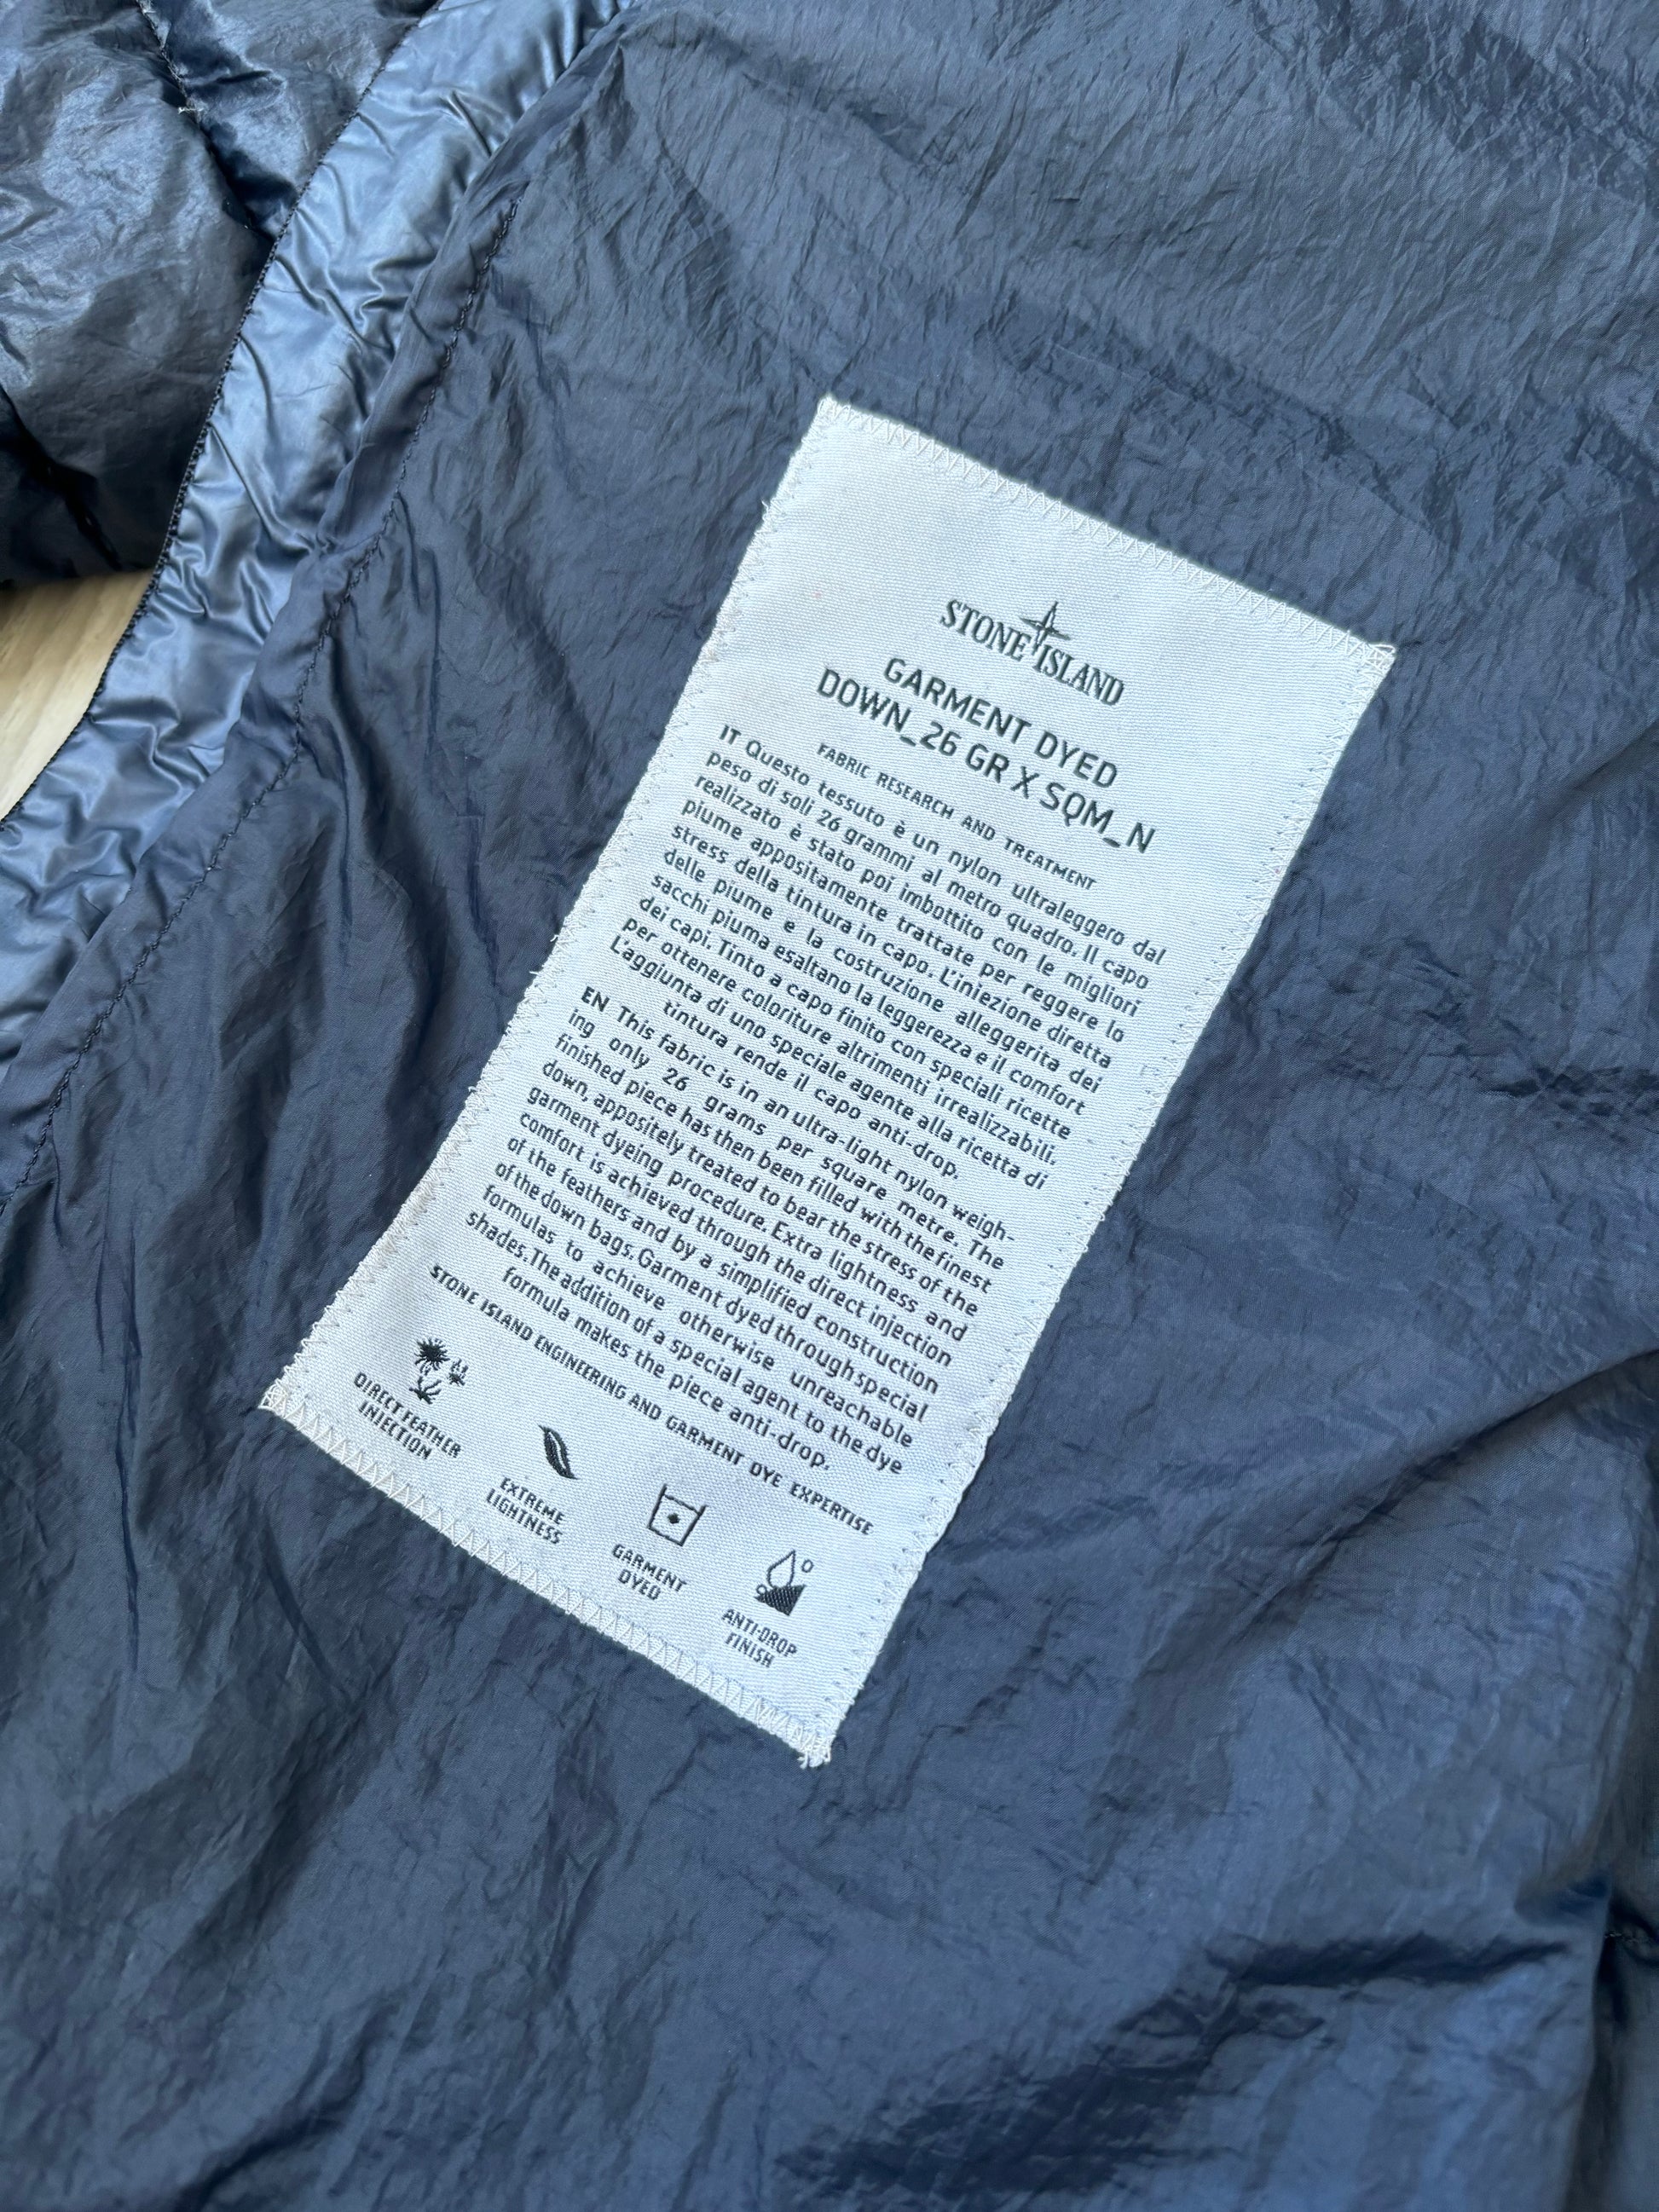 STONE ISLAND
GARMENT DYED
DOWN_26 GR X SQM_N
FABRIC RESEARCH AND TREATMENT
IT Questo tessuto è un nylon ultraleggero dal
peso di soli 26 grammi al metro quadro. Il capo
realizzato è stato poi imbottito con le migliori
piume appositamente trattate per reggere lo
stress della tintura in capo. L'iniezione diretta
delle piume e la costruzione alleggerita dei
sacchi piuma esaltano la leggerezza e il comfort
dei capi. Tinto a capo finito con speciali ricette
per ottenere coloriture altrimenti irrealizzabili.
L'aggiunta di uno speciale agente alla ricetta di
tintura rende il capo anti-drop.
EN This fabric is in an ultra-light nylon weigh-
ing only 26 grams per square metre. The
finished piece has then been filled with the finest
down, appositely treated to bear the stress of the
garment dyeing procedure. Extra lightness and
comfort is achieved through the direct injection
of the feathers and by a simplified construction
of the down bags. Garment dyed through special
formulas to achieve otherwise unreachable
shades. The addition of a special agent to the dye
formula makes the piece anti-drop.
STONE ISLAND ENGINEERING AND GARMENT DYE EXPERTISE
DIRECT FEATHER
INJECTION
EXTREME
LIGHTNESS
GARMENT
DYED
ANTI-DROP
FINISH